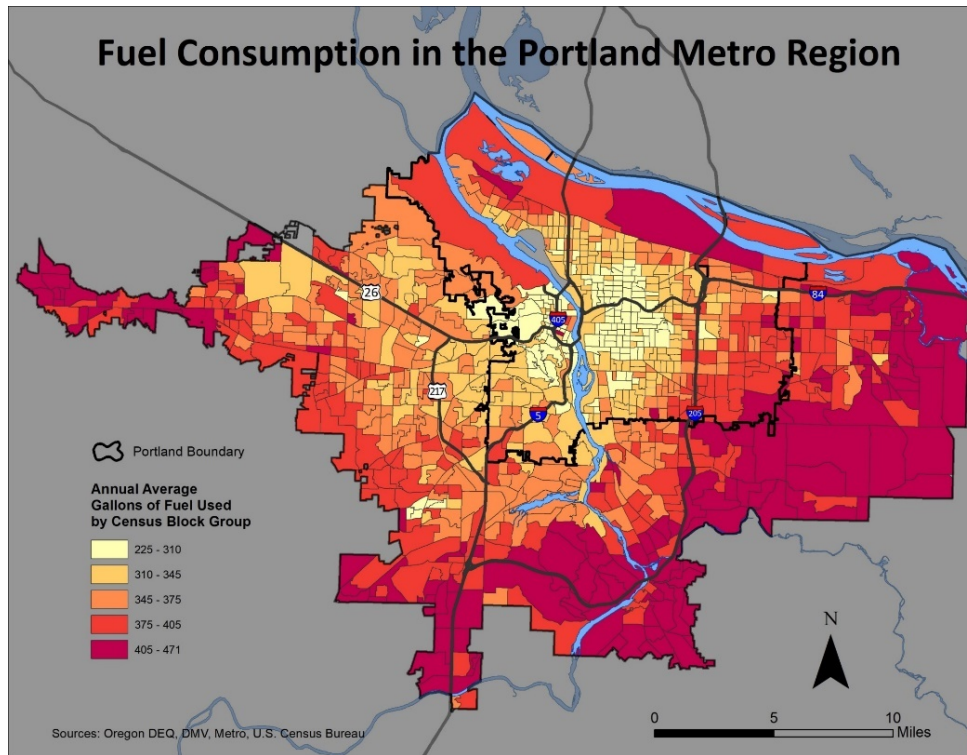 Fuel Consumption in the Portland Metro Region
26
84
405
217
5
205
Portland Boundary
Annual Average
Gallons of Fuel Used
by Census Block Group
225 - 310
310 - 345
345 - 375
375 - 405
405 - 471
N
0 5 10
Miles
Sources: Oregon DEQ, DMV, Metro, U.S. Census Bureau